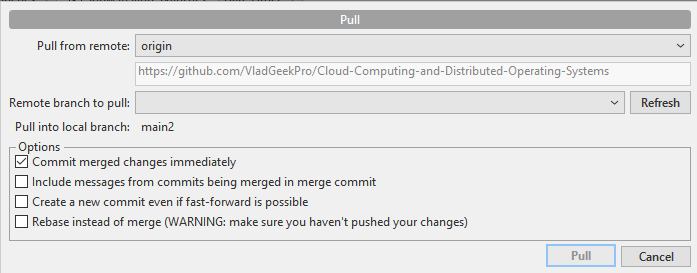 Pull
Pull from remote: origin
https://github.com/VladGeekPro/Cloud-Computing-and-Distributed-Operating-Systems
Remote branch to pull: Refresh
Pull into local branch: main2
Options
Commit merged changes immediately
Include messages from commits being merged in merge commit
Create a new commit even if fast-forward is possible
Rebase instead of merge (WARNING: make sure you haven't pushed your changes)
Pull Cancel